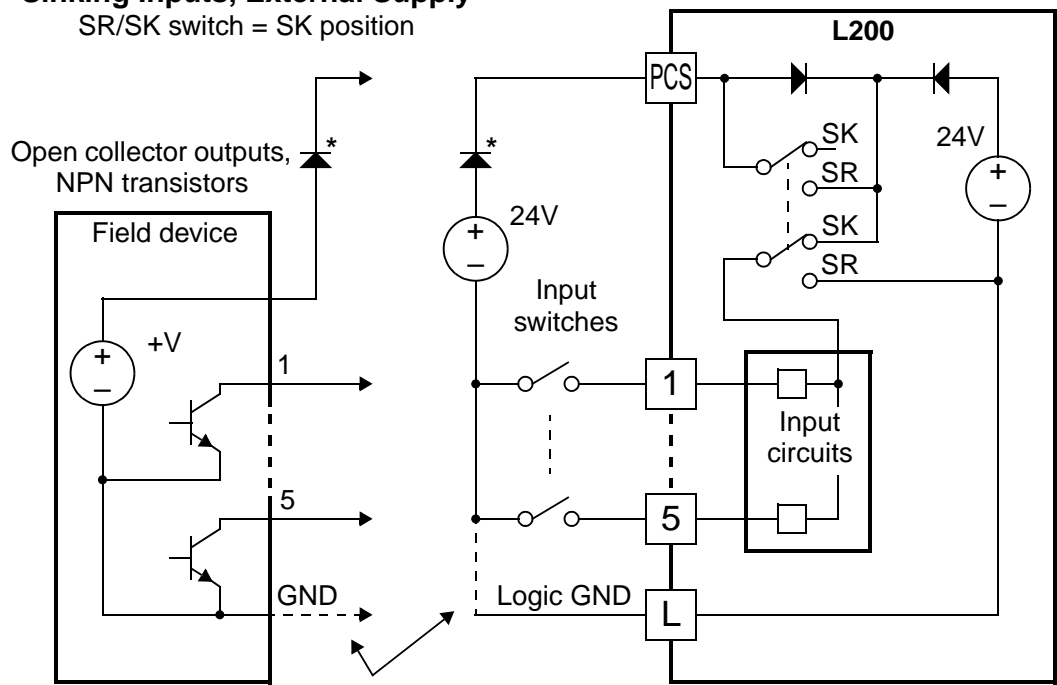 Sinking Inputs, External Supply
SR/SK switch = SK position
L200
PCS
*
*
SK
SR
SK
SR
24V
+
–
Open collector outputs,
NPN transistors
Field device
+V
+
–
24V
+
–
Input
switches
1
1
Input
circuits
5
5
GND
Logic GND
L